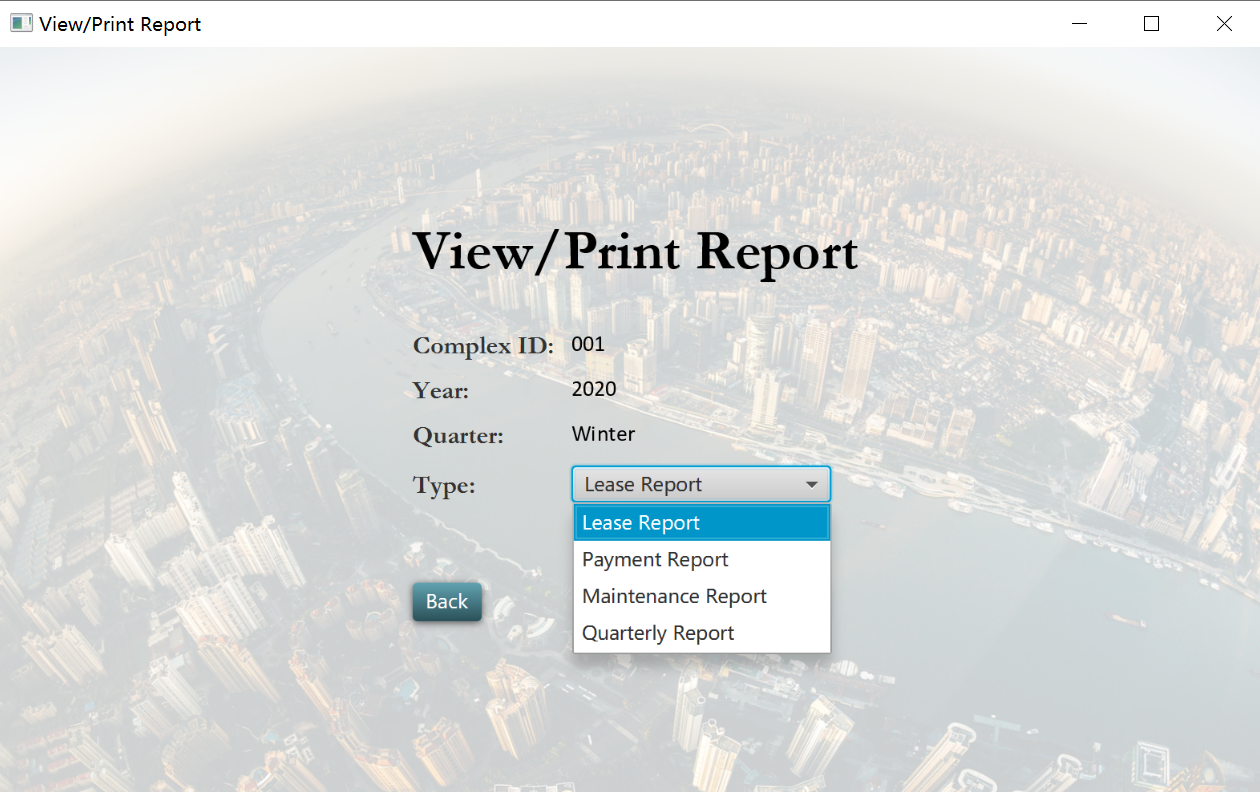 View/Print Report
View/Print Report
Complex ID: 001
Year: 2020
Quarter: Winter
Type: Lease Report
Lease Report
Payment Report
Maintenance Report
Quarterly Report
Back